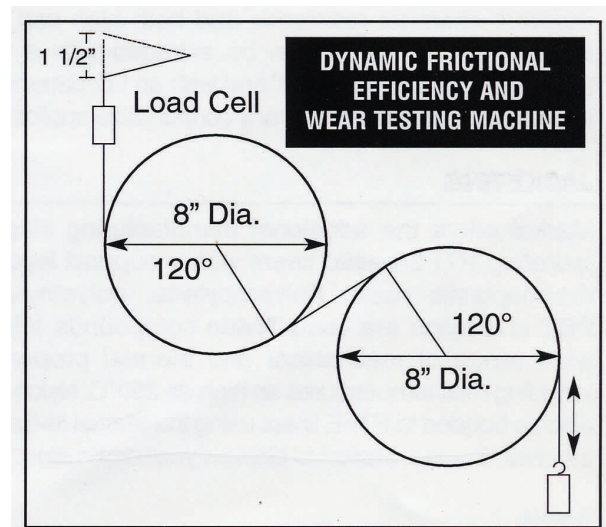 DYNAMIC FRICTIONAL
EFFICIENCY AND
WEAR TESTING MACHINE
1 1/2”
Load Cell
8” Dia.
120°
120°
8” Dia.